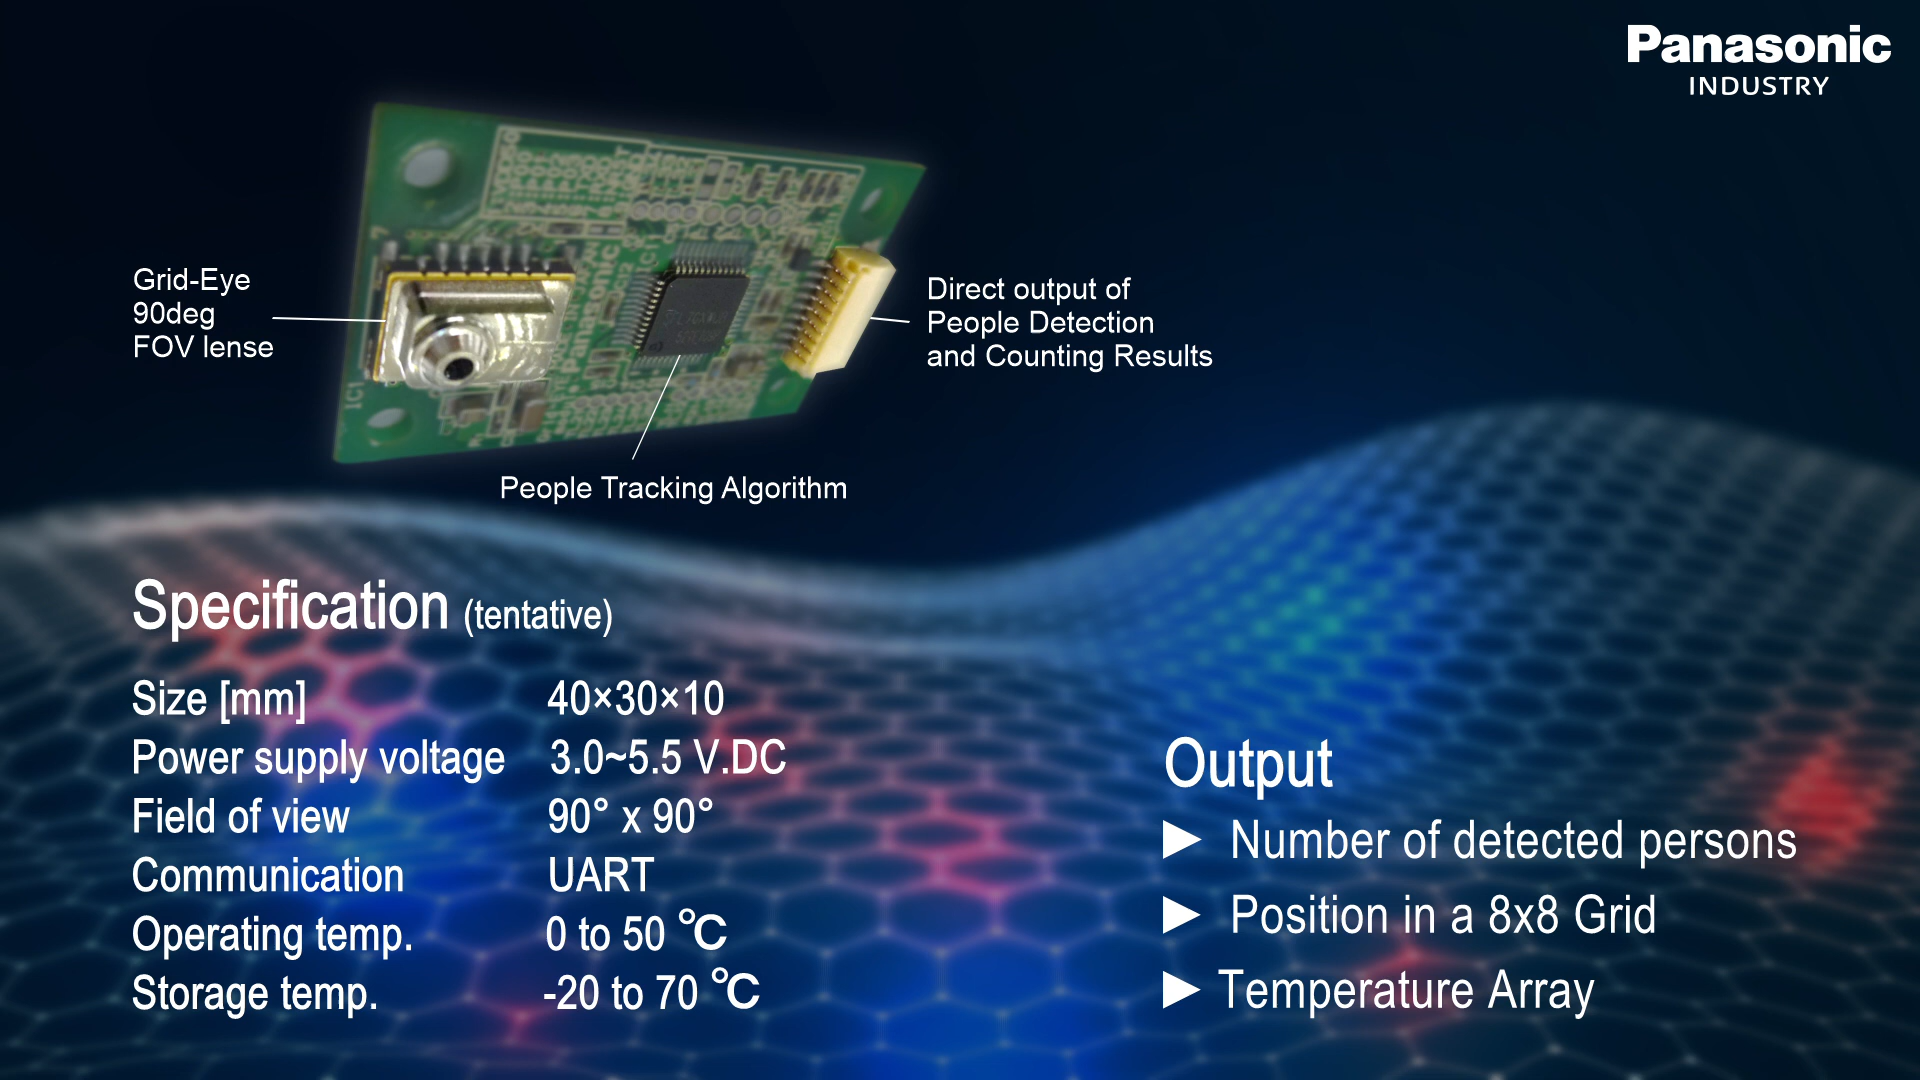 Panasonic
INDUSTRY
Grid-Eye
90deg
FOV lense
Direct output of
People Detection
and Counting Results
People Tracking Algorithm
IC1
Panasonic
Specification (tentative)
Size [mm] 40×30×10
Power supply voltage 3.0~5.5 V.DC
Field of view 90° x 90°
Communication UART
Operating temp. 0 to 50 ℃
Storage temp. -20 to 70 ℃
Output
▶ Number of detected persons
▶ Position in a 8x8 Grid
▶ Temperature Array